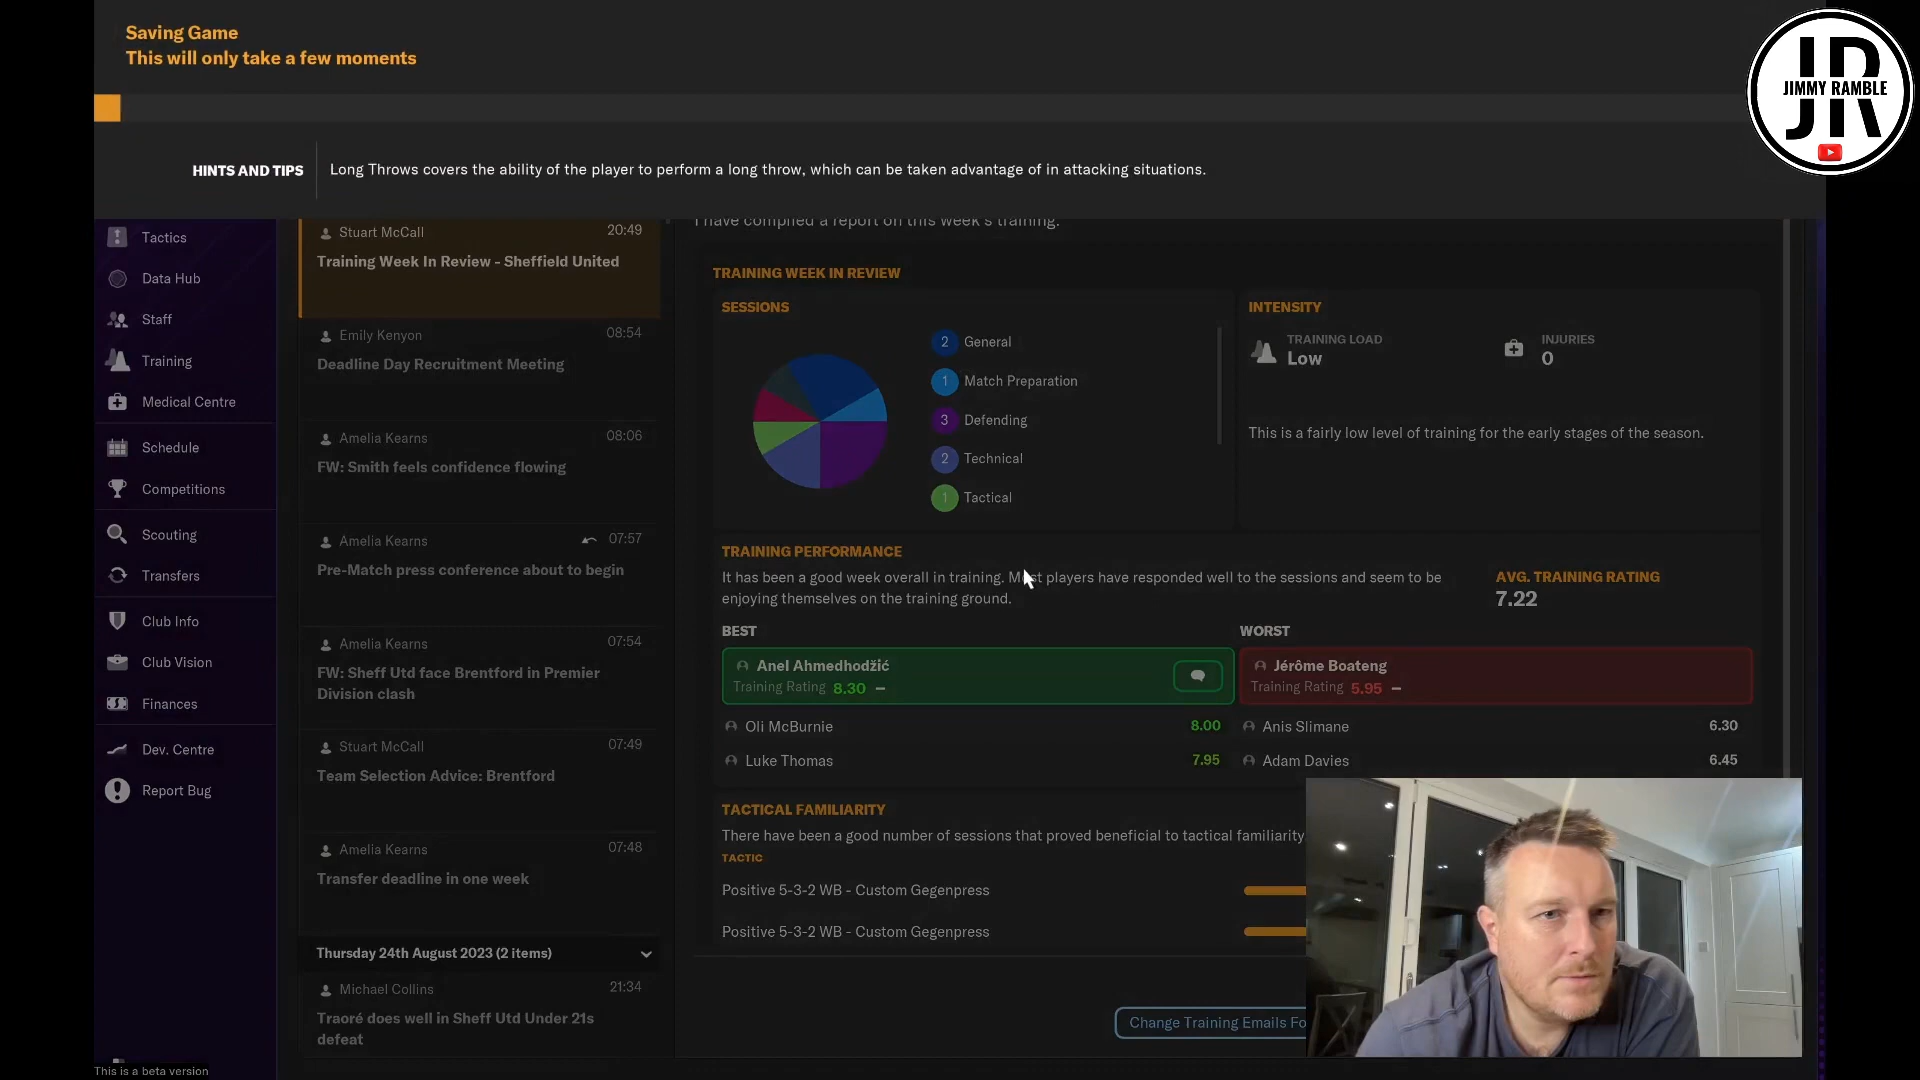 Saving Game
This will only take a few moments
JR
JIMMY RAMBLE
HINTS AND TIPS
Long Throws covers the ability of the player to perform a long throw, which can be taken advantage of in attacking situations.
Tactics
Data Hub
Staff
Training
Medical Centre
Schedule
Competitions
Scouting
Transfers
Club Info
Club Vision
Finances
Dev. Centre
Report Bug
This is a beta version
Stuart McCall 20:49
Training Week In Review - Sheffield United
Emily Kenyon 08:54
Deadline Day Recruitment Meeting
Amelia Kearns 08:06
FW: Smith feels confidence flowing
Amelia Kearns 07:57
Pre-Match press conference about to begin
Amelia Kearns 07:54
FW: Sheff Utd face Brentford in Premier
Division clash
Stuart McCall 07:49
Team Selection Advice: Brentford
Amelia Kearns 07:48
Transfer deadline in one week
Thursday 24th August 2023 (2 items)
Michael Collins 21:34
Traoré does well in Sheff Utd Under 21s
defeat
I have compiled a report on this week's training.
TRAINING WEEK IN REVIEW
SESSIONS
2 General
1 Match Preparation
3 Defending
2 Technical
1 Tactical
INTENSITY
TRAINING LOAD
Low
INJURIES
0
This is a fairly low level of training for the early stages of the season.
TRAINING PERFORMANCE
It has been a good week overall in training. Most players have responded well to the sessions and seem to be
enjoying themselves on the training ground.
AVG. TRAINING RATING
7.22
BEST
Anel Ahmedhodžić
Training Rating 8.30 –
Oli McBurnie 8.00
Luke Thomas 7.95
WORST
Jérôme Boateng
Training Rating 5.95 –
Anis Slimane 6.30
Adam Davies 6.45
TACTICAL FAMILIARITY
There have been a good number of sessions that proved beneficial to tactical familiarity
TACTIC
Positive 5-3-2 WB - Custom Gegenpress
Positive 5-3-2 WB - Custom Gegenpress
Change Training Emails Fo